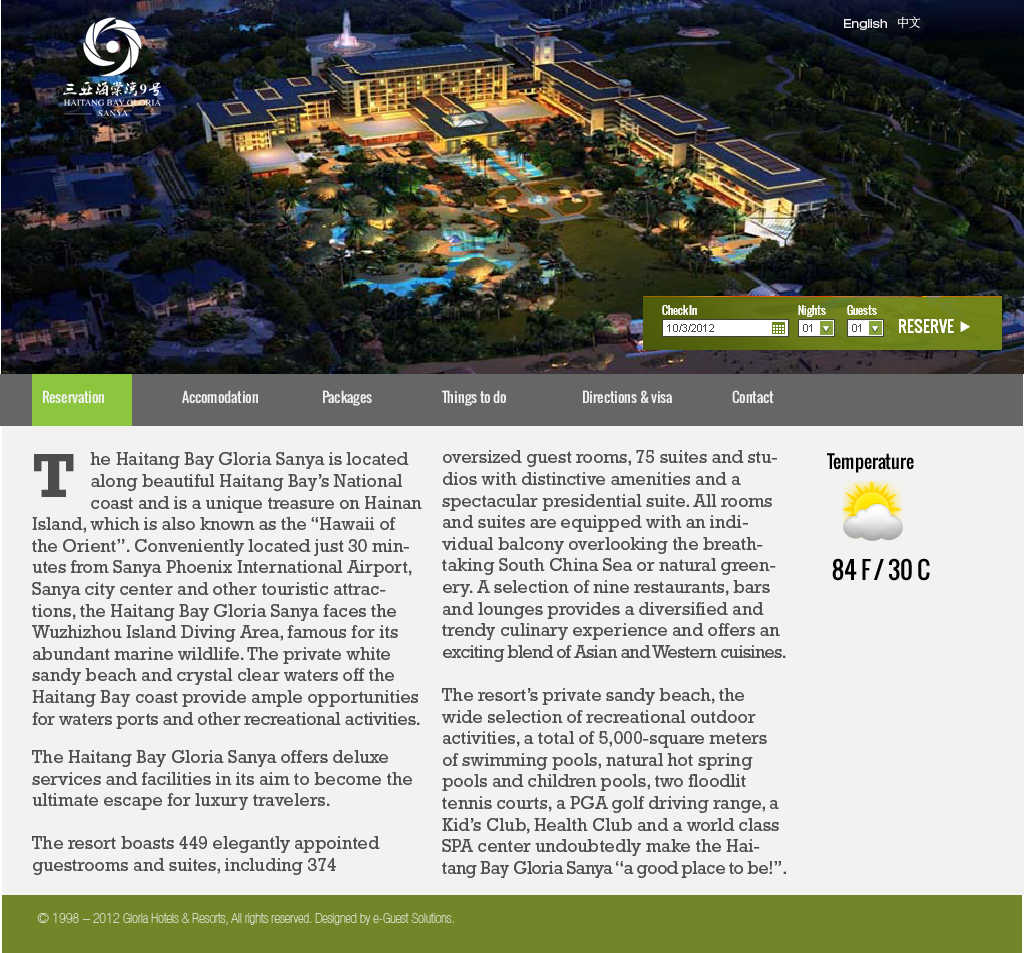 English 中文
三亚海棠湾9号
HAITANG BAY GLORIA
SANYA
CheckIn Nights Guests
10/3/2012 01 01 RESERVE
Reservation Accomodation Packages Things to do Directions & visa Contact
The Haitang Bay Gloria Sanya is located
along beautiful Haitang Bay’s National
coast and is a unique treasure on Hainan
Island, which is also known as the “Hawaii of
the Orient”. Conveniently located just 30 min-
utes from Sanya Phoenix International Airport,
Sanya city center and other touristic attrac-
tions, the Haitang Bay Gloria Sanya faces the
Wuzhizhou Island Diving Area, famous for its
abundant marine wildlife. The private white
sandy beach and crystal clear waters off the
Haitang Bay coast provide ample opportunities
for waters ports and other recreational activities.
The Haitang Bay Gloria Sanya offers deluxe
services and facilities in its aim to become the
ultimate escape for luxury travelers.
The resort boasts 449 elegantly appointed
guestrooms and suites, including 374
oversized guest rooms, 75 suites and stu-
dios with distinctive amenities and a
spectacular presidential suite. All rooms
and suites are equipped with an indi-
vidual balcony overlooking the breath-
taking South China Sea or natural green-
ery. A selection of nine restaurants, bars
and lounges provides a diversified and
trendy culinary experience and offers an
exciting blend of Asian and Western cuisines.
The resort’s private sandy beach, the
wide selection of recreational outdoor
activities, a total of 5,000-square meters
of swimming pools, natural hot spring
pools and children pools, two floodlit
tennis courts, a PGA golf driving range, a
Kid’s Club, Health Club and a world class
SPA center undoubtedly make the Hai-
tang Bay Gloria Sanya “a good place to be!”.
Temperature
84 F / 30 C
© 1998 – 2012 Gloria Hotels & Resorts, All rights reserved. Designed by e-Guest Solutions.